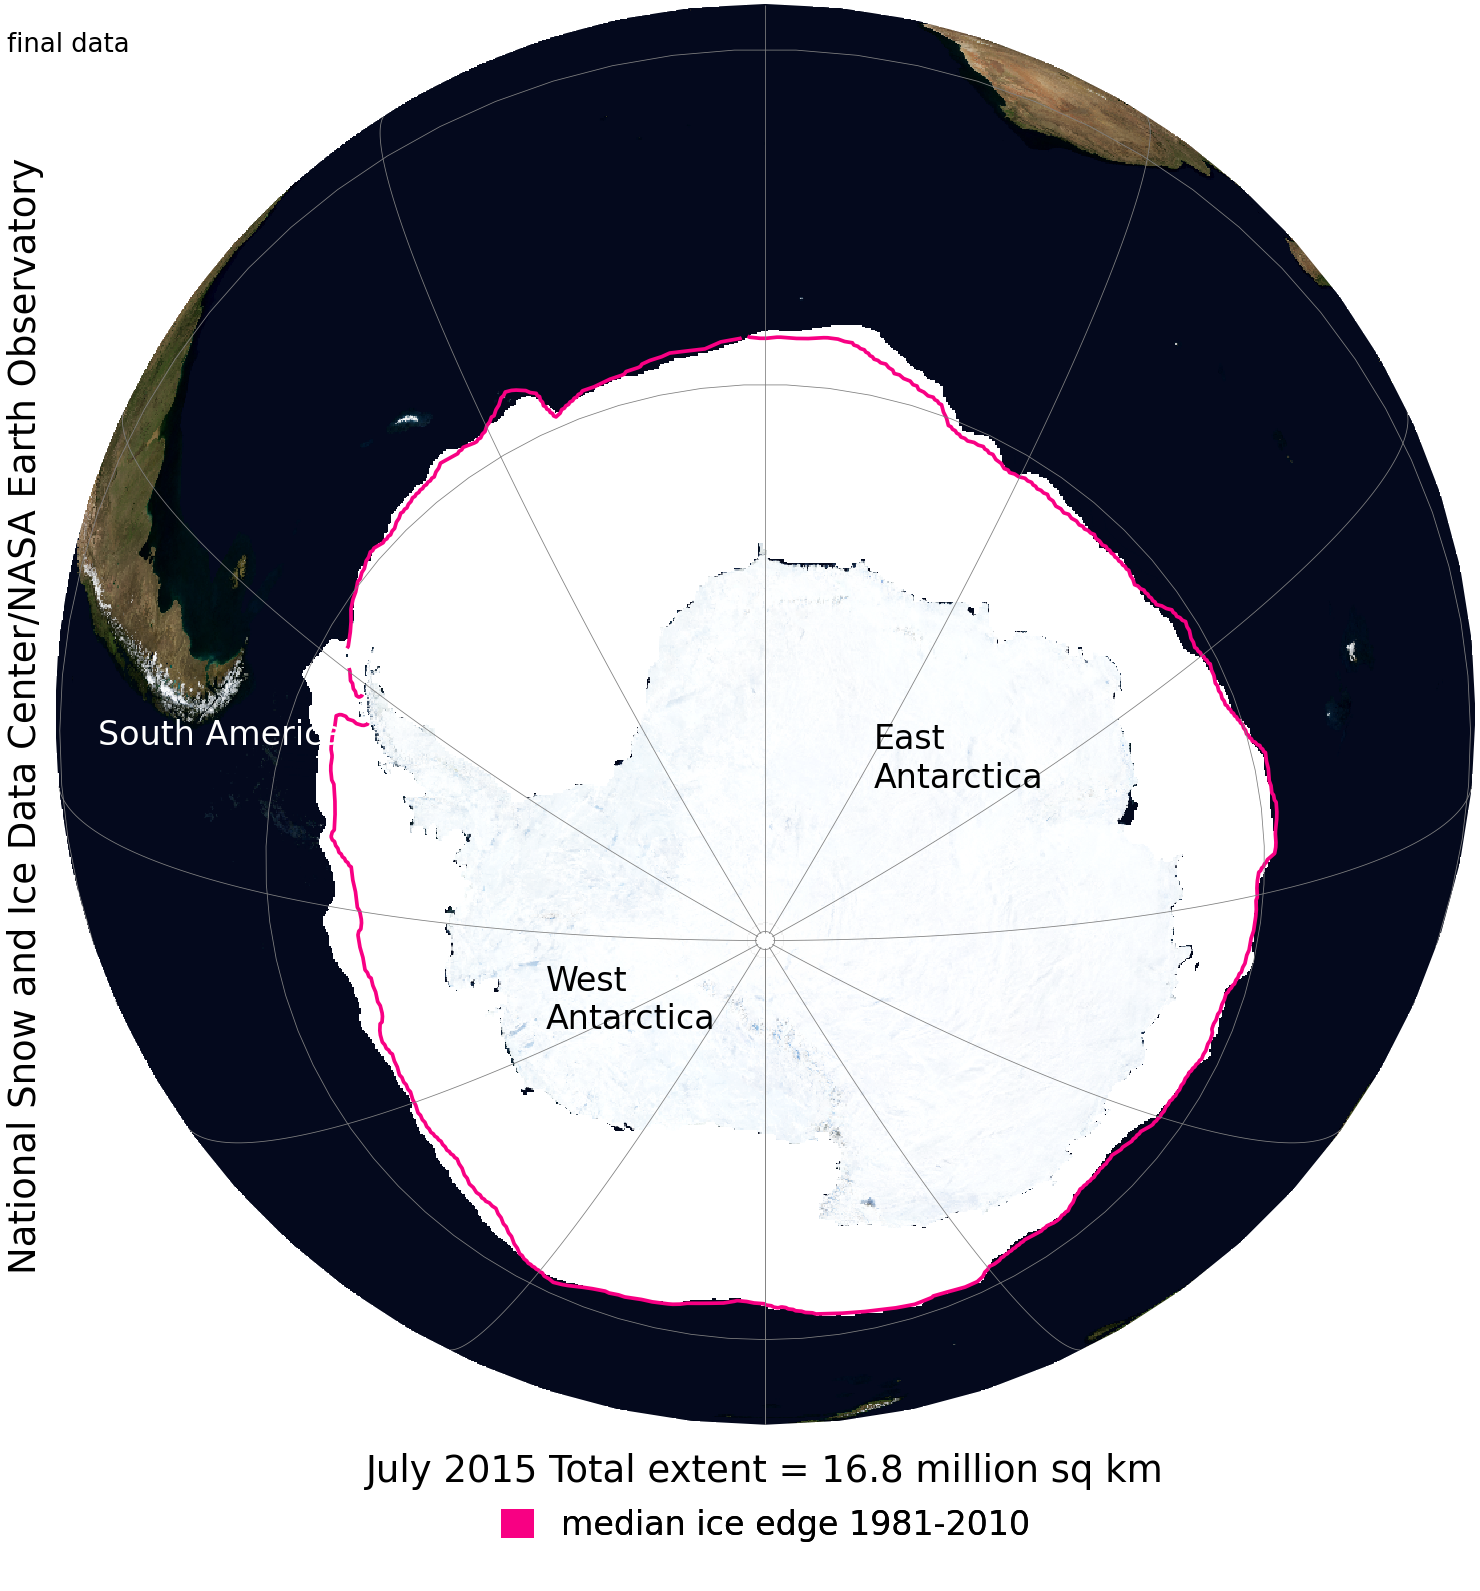 final data
National Snow and Ice Data Center/NASA Earth Observatory
South America
East
Antarctica
West
Antarctica
July 2015 Total extent = 16.8 million sq km
median ice edge 1981-2010